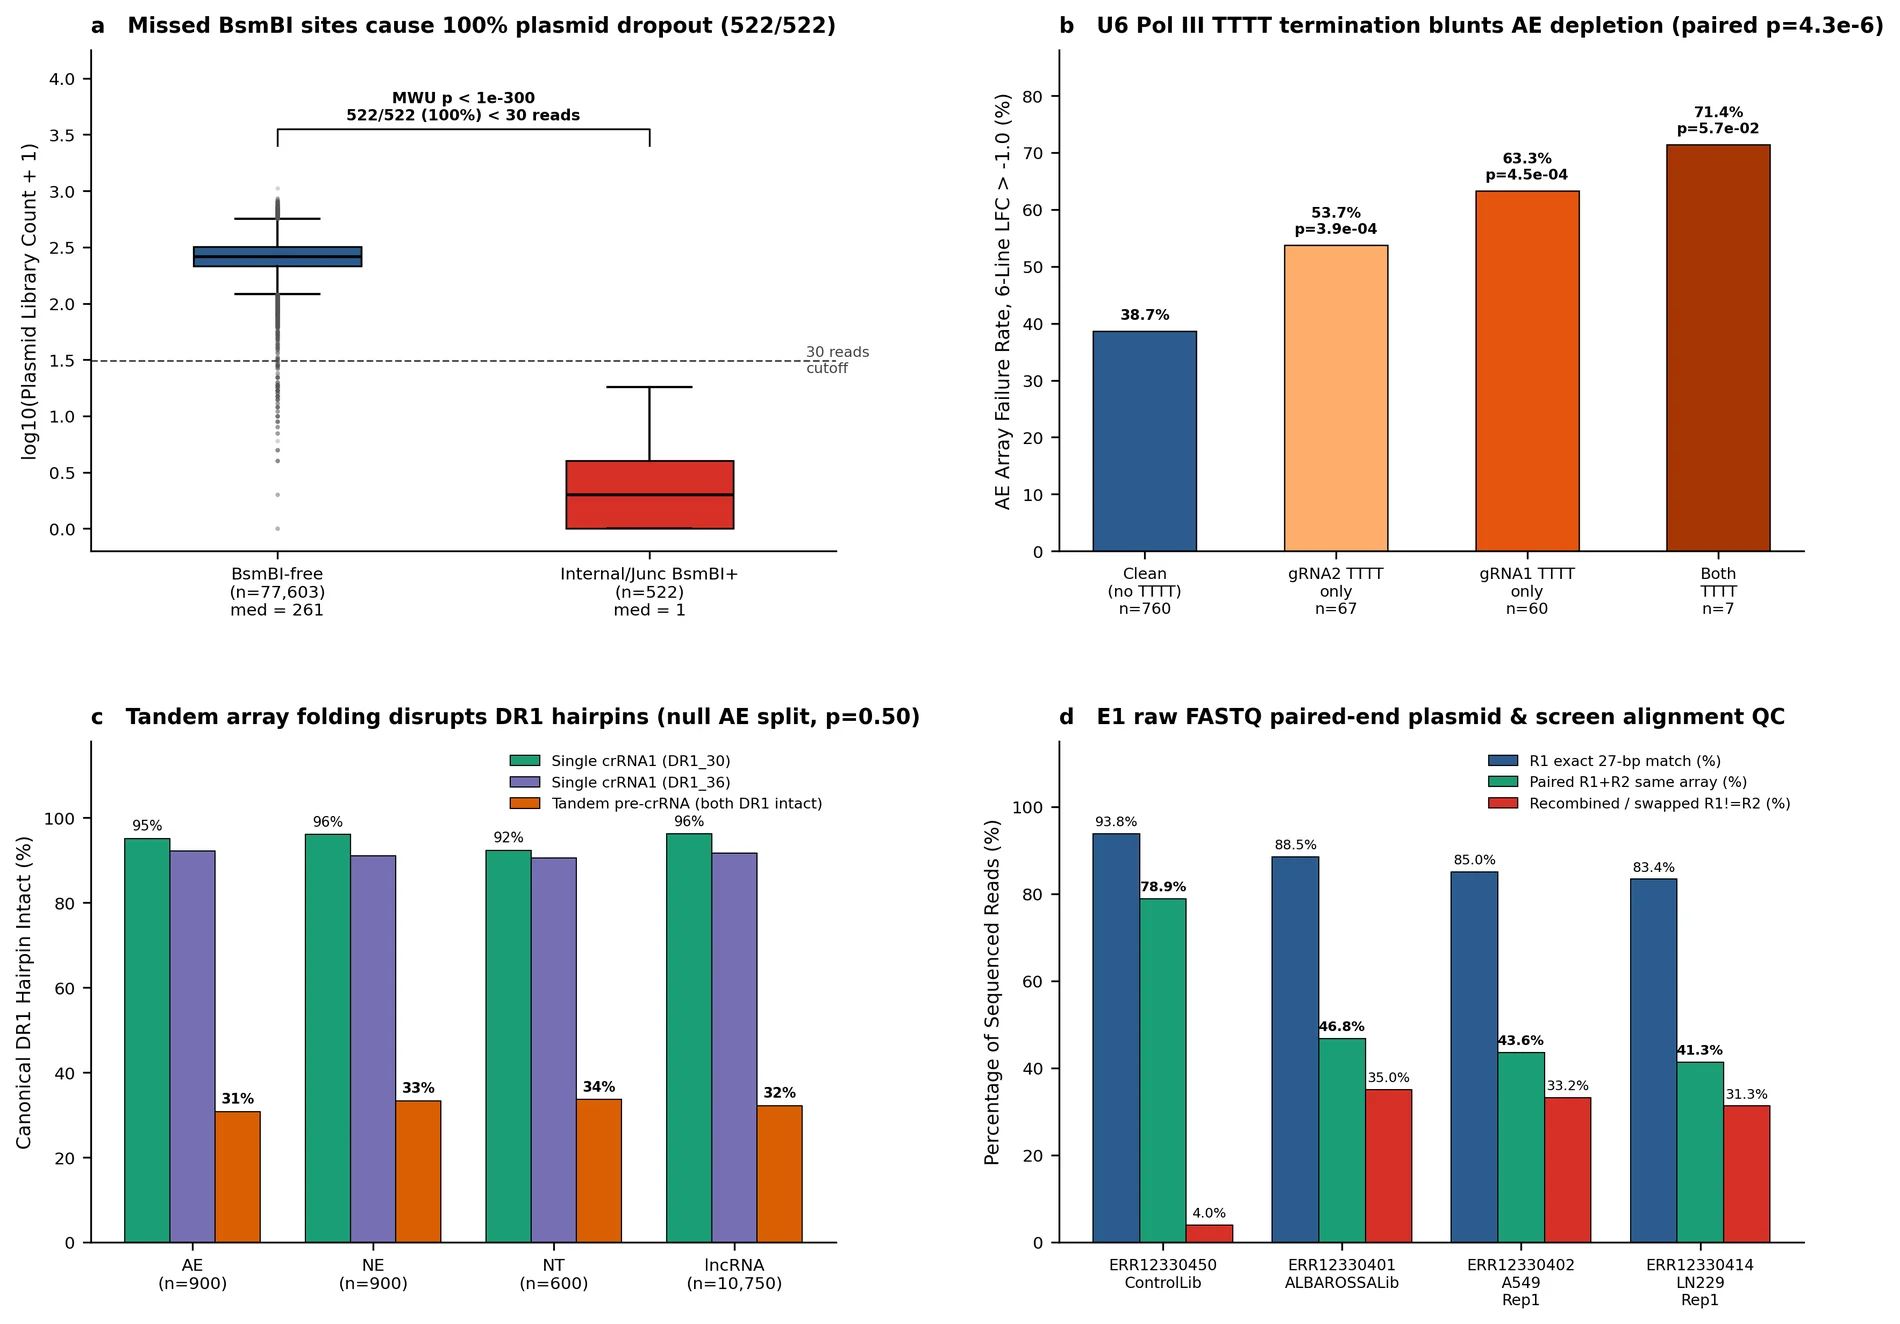 a Missed BsmBI sites cause 100% plasmid dropout (522/522)
log10(Plasmid Library Count + 1)
4.0
3.5
3.0
2.5
2.0
1.5
1.0
0.5
0.0
MWU p < 1e-300
522/522 (100%) < 30 reads
30 reads
cutoff
BsmBI-free
(n=77,603)
med = 261
Internal/Junc BsmBI+
(n=522)
med = 1
b U6 Pol III TTTT termination blunts AE depletion (paired p=4.3e-6)
AE Array Failure Rate, 6-Line LFC > -1.0 (%)
80
70
60
50
40
30
20
10
0
38.7%
53.7%
p=3.9e-04
63.3%
p=4.5e-04
71.4%
p=5.7e-02
Clean
(no TTTT)
n=760
gRNA2 TTTT
only
n=67
gRNA1 TTTT
only
n=60
Both
TTTT
n=7
c Tandem array folding disrupts DR1 hairpins (null AE split, p=0.50)
Canonical DR1 Hairpin Intact (%)
100
80
60
40
20
0
Single crRNA1 (DR1_30)
Single crRNA1 (DR1_36)
Tandem pre-crRNA (both DR1 intact)
95%
31%
96%
33%
92%
34%
96%
32%
AE
(n=900)
NE
(n=900)
NT
(n=600)
lncRNA
(n=10,750)
d E1 raw FASTQ paired-end plasmid & screen alignment QC
Percentage of Sequenced Reads (%)
100
80
60
40
20
0
R1 exact 27-bp match (%)
Paired R1+R2 same array (%)
Recombined / swapped R1!=R2 (%)
93.8%
78.9%
4.0%
88.5%
46.8%
35.0%
85.0%
43.6%
33.2%
83.4%
41.3%
31.3%
ERR12330450
ControlLib
ERR12330401
ALBAROSSALib
ERR12330402
A549
Rep1
ERR12330414
LN229
Rep1